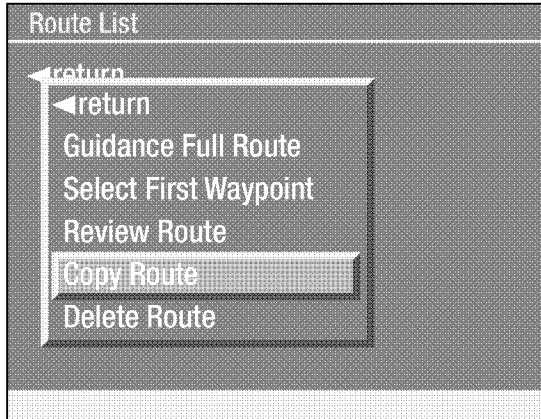 Route List
◄return
◄return
Guidance Full Route
Select First Waypoint
Review Route
Copy Route
Delete Route